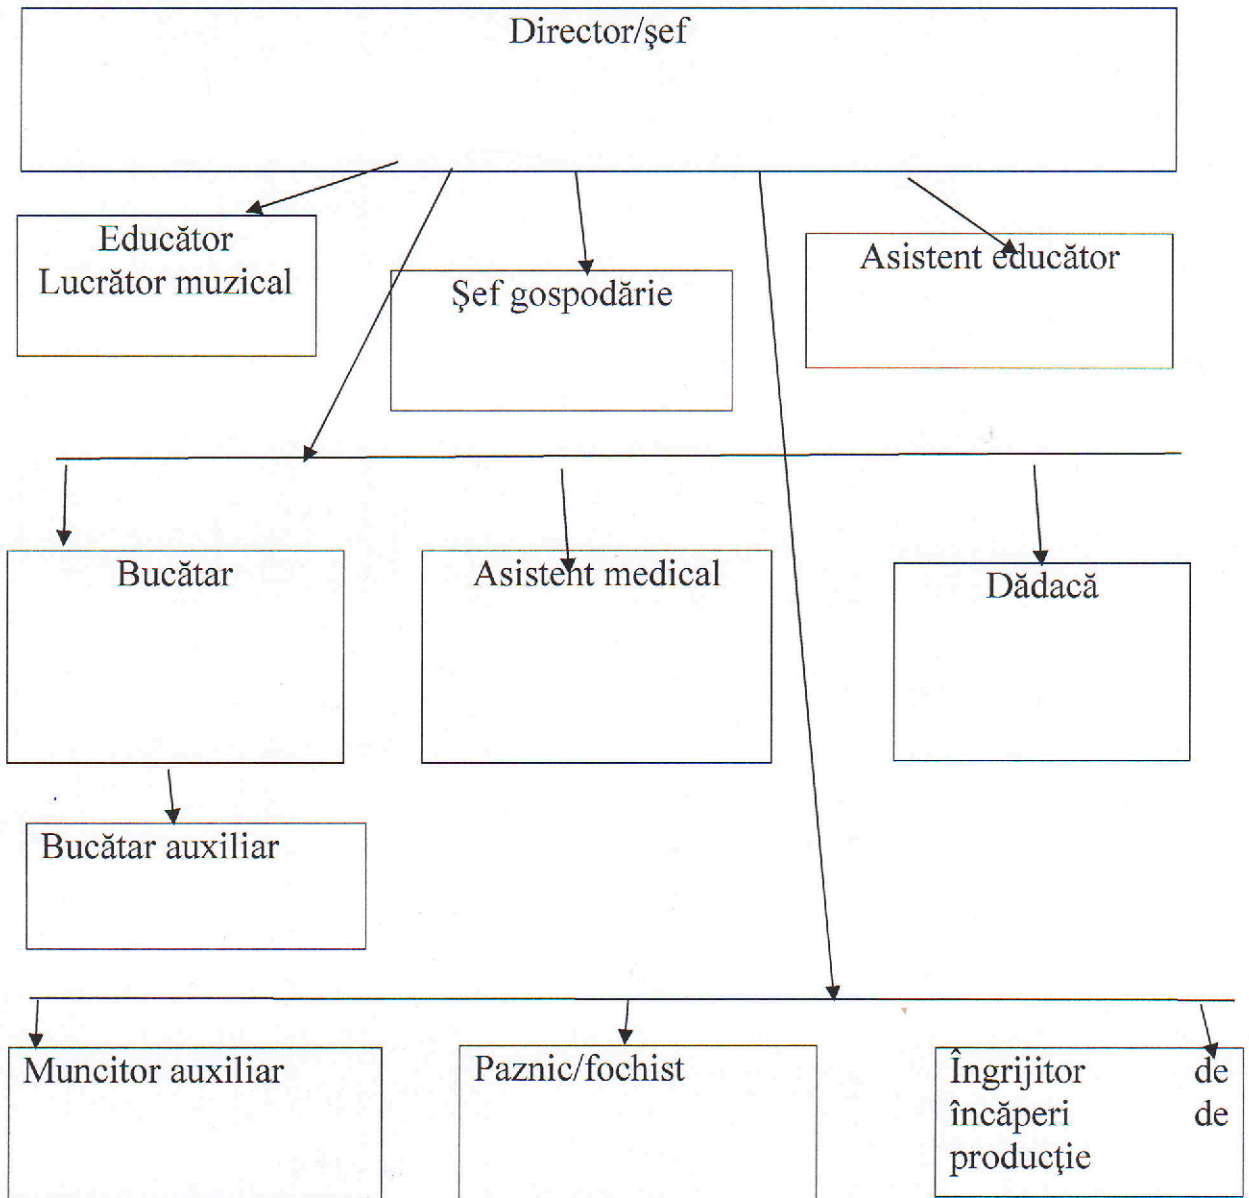 Director/şef
Educător
Lucrător muzical
Şef gospodărie
Asistent educător
Bucătar
Asistent medical
Dădacă
Bucătar auxiliar
Muncitor auxiliar
Paznic/fochist
Îngrijitor de
încăperi de
producţie